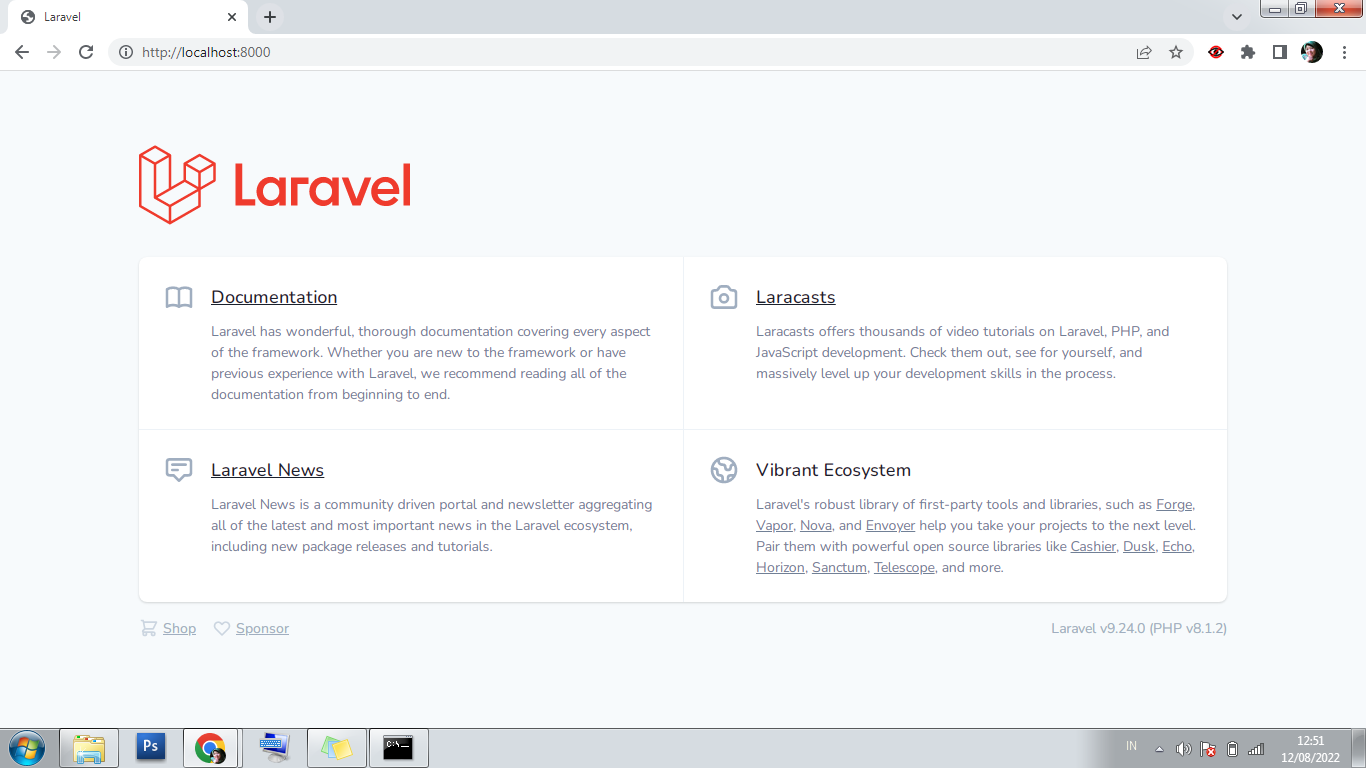 Laravel
http://localhost:8000
Laravel
Documentation
Laravel has wonderful, thorough documentation covering every aspect
of the framework. Whether you are new to the framework or have
previous experience with Laravel, we recommend reading all of the
documentation from beginning to end.
Laracasts
Laracasts offers thousands of video tutorials on Laravel, PHP, and
JavaScript development. Check them out, see for yourself, and
massively level up your development skills in the process.
Laravel News
Laravel News is a community driven portal and newsletter aggregating
all of the latest and most important news in the Laravel ecosystem,
including new package releases and tutorials.
Vibrant Ecosystem
Laravel's robust library of first-party tools and libraries, such as Forge,
Vapor, Nova, and Envoyer help you take your projects to the next level.
Pair them with powerful open source libraries like Cashier, Dusk, Echo,
Horizon, Sanctum, Telescope, and more.
Shop Sponsor
Laravel v9.24.0 (PHP v8.1.2)
Ps
C:\_
IN
12:51
12/08/2022